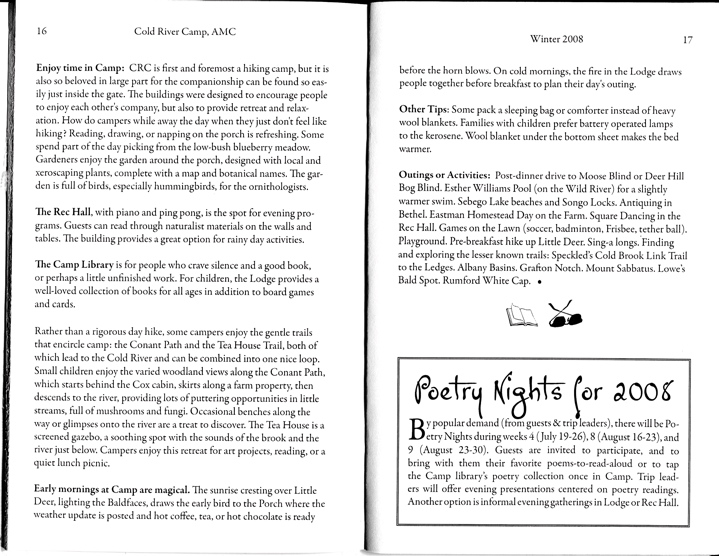 16 Cold River Camp, AMC
Enjoy time in Camp: CRC is first and foremost a hiking camp, but it is
also so beloved in large part for the companionship can be found so eas-
ily just inside the gate. The buildings were designed to encourage people
to enjoy each other's company, but also to provide retreat and relax-
ation. How do campers while away the day when they just don't feel like
hiking? Reading, drawing, or napping on the porch is refreshing. Some
spend part of the day picking from the low-bush blueberry meadow.
Gardeners enjoy the garden around the porch, designed with local and
xeroscaping plants, complete with a map and botanical names. The gar-
den is full of birds, especially hummingbirds, for the ornithologists.
The Rec Hall, with piano and ping pong, is the spot for evening pro-
grams. Guests can read through naturalist materials on the walls and
tables. The building provides a great option for rainy day activities.
The Camp Library is for people who crave silence and a good book,
or perhaps a little unfinished work. For children, the Lodge provides a
well-loved collection of books for all ages in addition to board games
and cards.
Rather than a rigorous day hike, some campers enjoy the gentle trails
that encircle camp: the Conant Path and the Tea House Trail, both of
which lead to the Cold River and can be combined into one nice loop.
Small children enjoy the varied woodland views along the Conant Path,
which starts behind the Cox cabin, skirts along a farm property, then
descends to the river, providing lots of puttering opportunities in little
streams, full of mushrooms and fungi. Occasional benches along the
way or glimpses onto the river are a treat to discover. The Tea House is a
screened gazebo, a soothing spot with the sounds of the brook and the
river just below. Campers enjoy this retreat for art projects, reading, or a
quiet lunch picnic.
Early mornings at Camp are magical. The sunrise cresting over Little
Deer, lighting the Baldfaces, draws the early bird to the Porch where the
weather update is posted and hot coffee, tea, or hot chocolate is ready
Winter 2008 17
before the horn blows. On cold mornings, the fire in the Lodge draws
people together before breakfast to plan their day's outing.
Other Tips: Some pack a sleeping bag or comforter instead of heavy
wool blankets. Families with children prefer battery operated lamps
to the kerosene. Wool blanket under the bottom sheet makes the bed
warmer.
Outings or Activities: Post-dinner drive to Moose Blind or Deer Hill
Bog Blind. Esther Williams Pool (on the Wild River) for a slightly
warmer swim. Sebego Lake beaches and Songo Locks. Antiquing in
Bethel. Eastman Homestead Day on the Farm. Square Dancing in the
Rec Hall. Games on the Lawn (soccer, badminton, Frisbee, tether ball).
Playground. Pre-breakfast hike up Little Deer. Sing-a longs. Finding
and exploring the lesser known trails: Speckled's Cold Brook Link Trail
to the Ledges. Albany Basins. Grafton Notch. Mount Sabbatus. Lowe's
Bald Spot. Rumford White Cap. •
Poetry Nights for 2008
By popular demand (from guests & trip leaders), there will be Po-
etry Nights during weeks 4 (July 19-26), 8 (August 16-23), and
9 (August 23-30). Guests are invited to participate, and to
bring with them their favorite poems-to-read-aloud or to tap
the Camp library's poetry collection once in Camp. Trip lead-
ers will offer evening presentations centered on poetry readings.
Another option is informal evening gatherings in Lodge or Rec Hall.